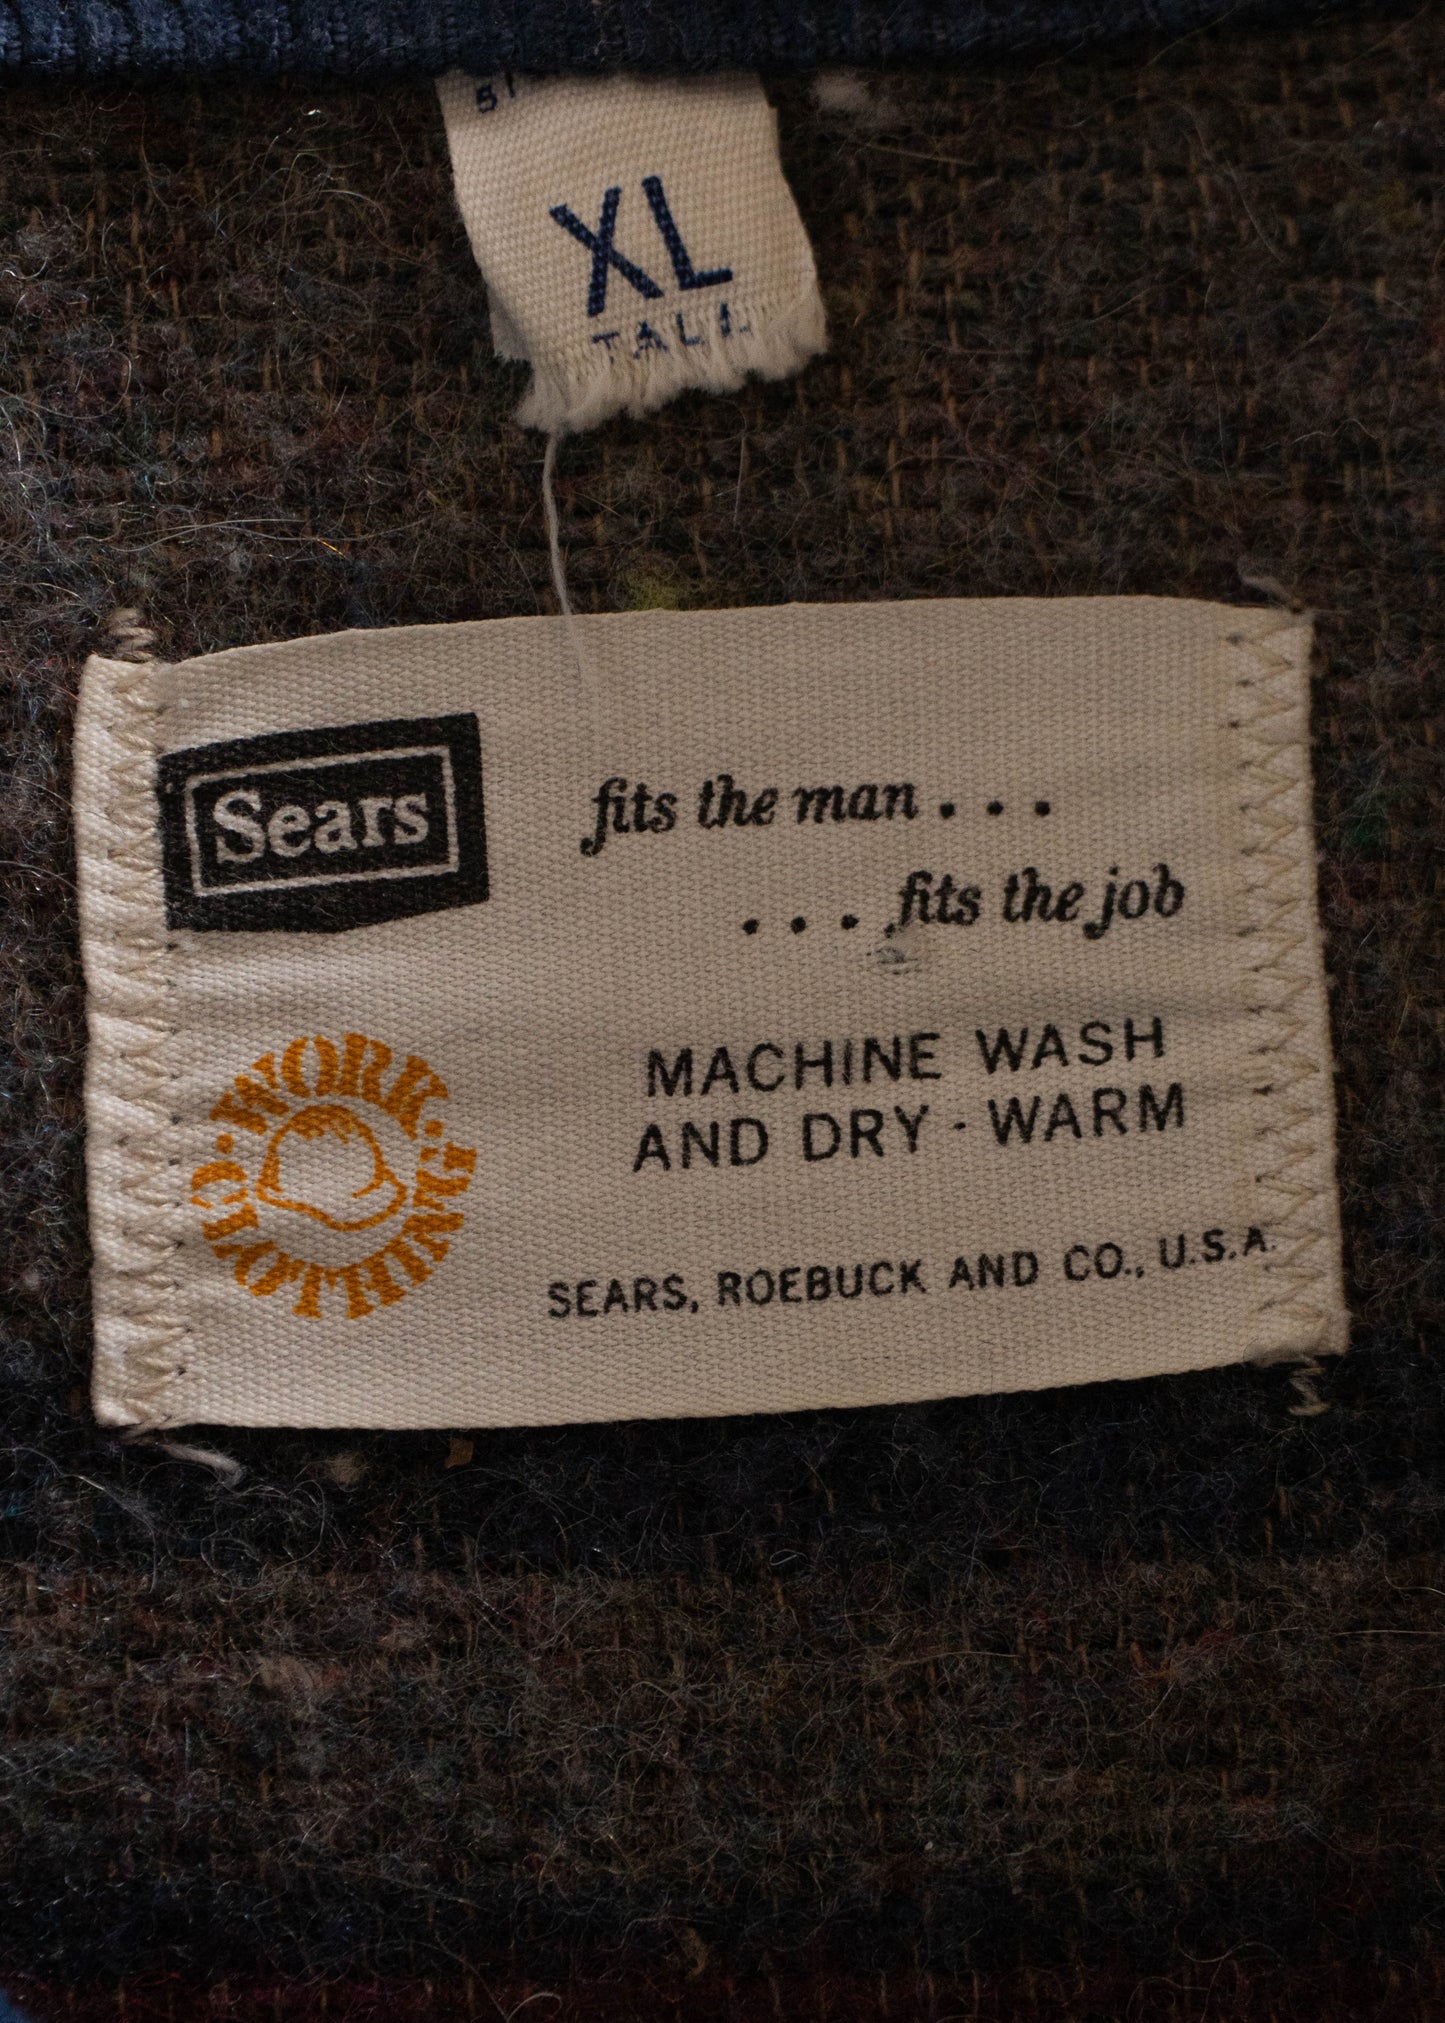 XL
TALL
Sears
fits the man . . .
. . . fits the job
WORK · CLOTHING ·
MACHINE WASH
AND DRY · WARM
SEARS, ROEBUCK AND CO., U.S.A.